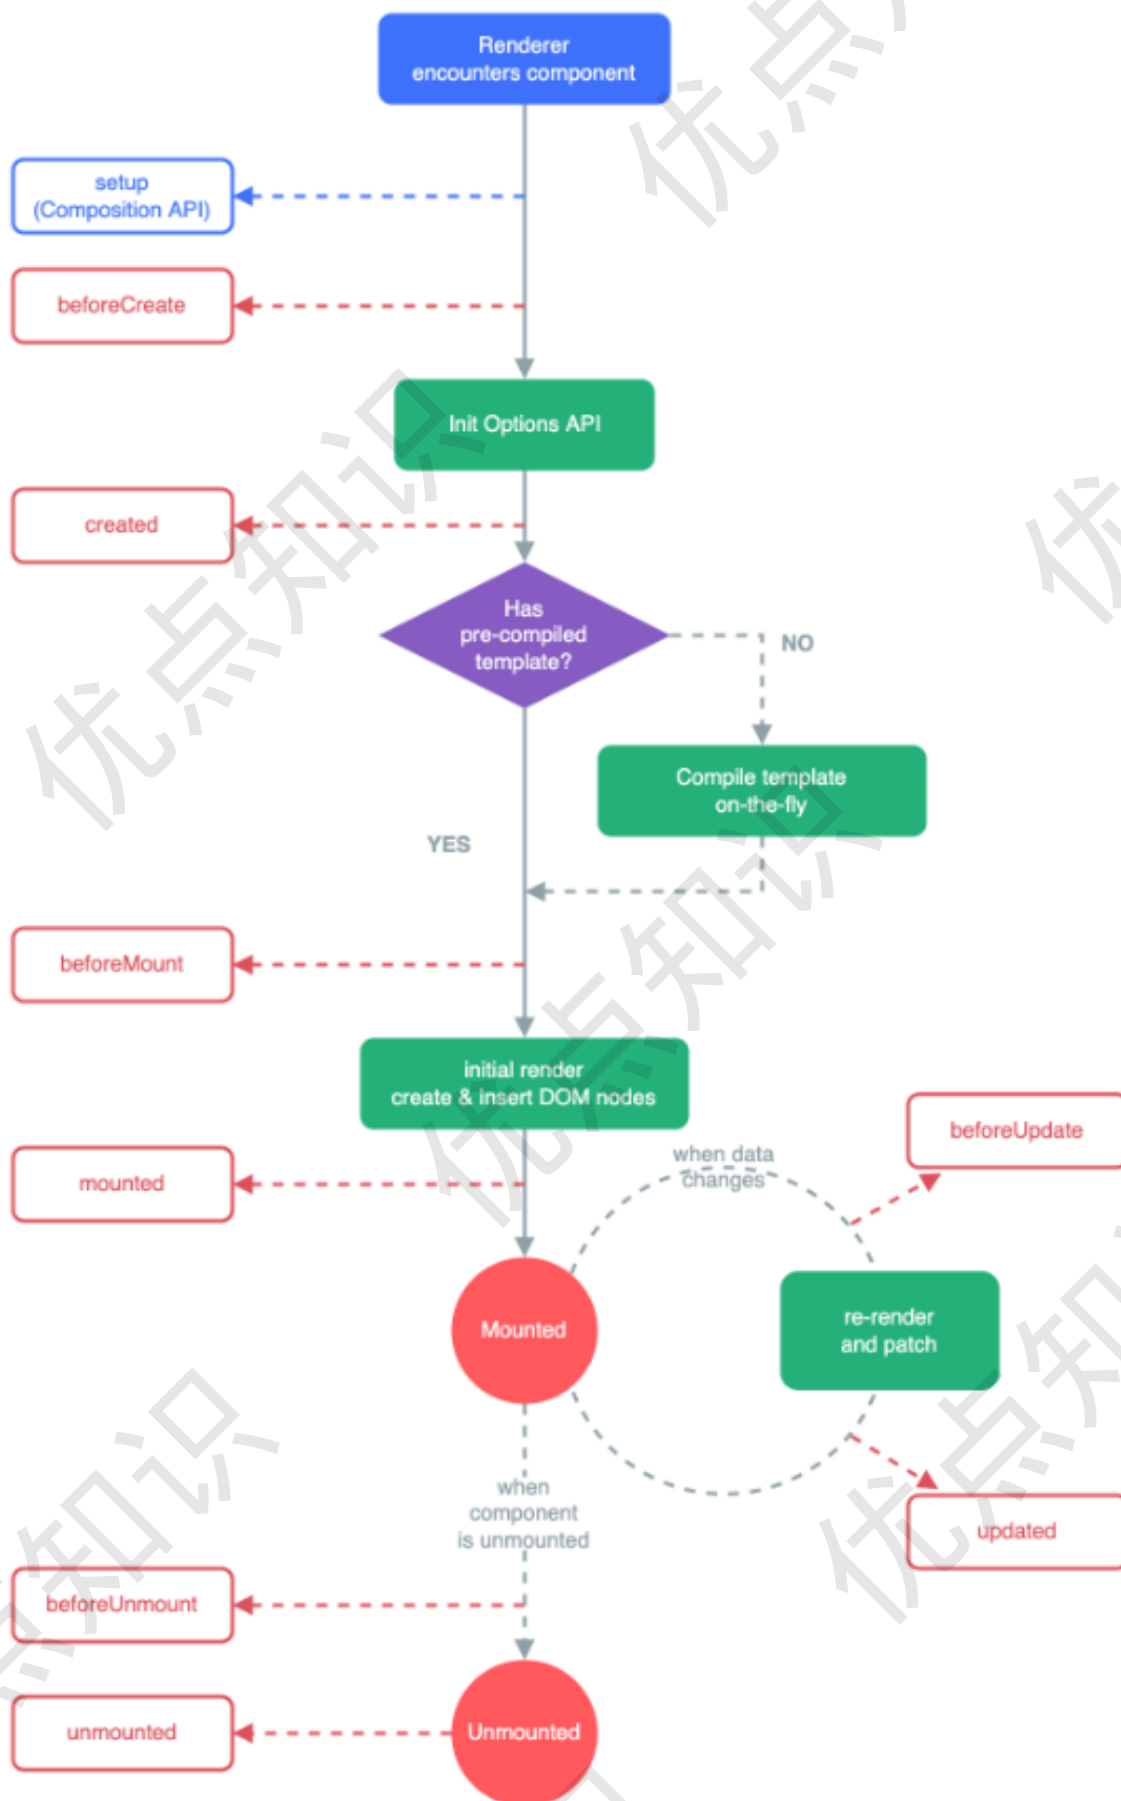 Renderer
encounters component
setup
(Composition API)
beforeCreate
Init Options API
created
Has
pre-compiled
template?
NO
Compile template
on-the-fly
YES
beforeMount
initial render
create & insert DOM nodes
beforeUpdate
when data
changes
mounted
Mounted
re-render
and patch
when
component
is unmounted
updated
beforeUnmount
unmounted
Unmounted
优点知识
优点知识
优点知识
优点知识